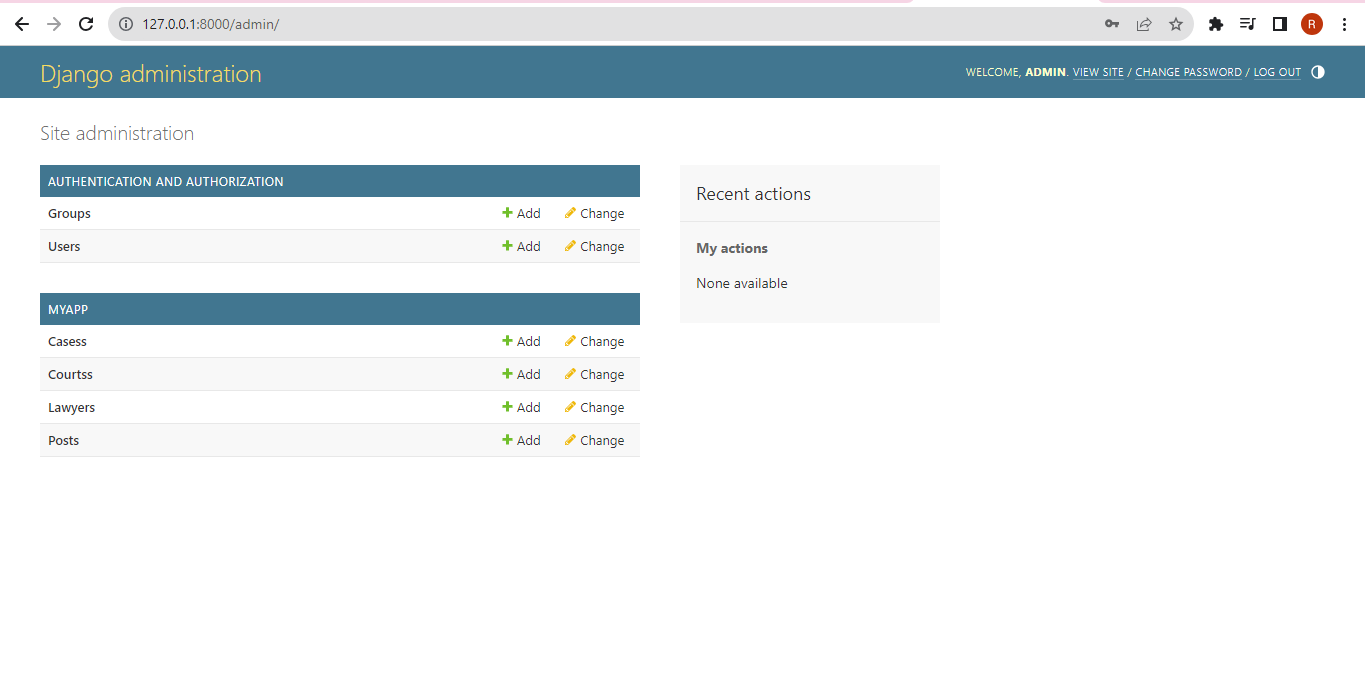 127.0.0.1:8000/admin/
R
Django administration
WELCOME, ADMIN. VIEW SITE / CHANGE PASSWORD / LOG OUT
Site administration
AUTHENTICATION AND AUTHORIZATION
Groups Add Change
Users Add Change
MYAPP
Casess Add Change
Courtss Add Change
Lawyers Add Change
Posts Add Change
Recent actions
My actions
None available